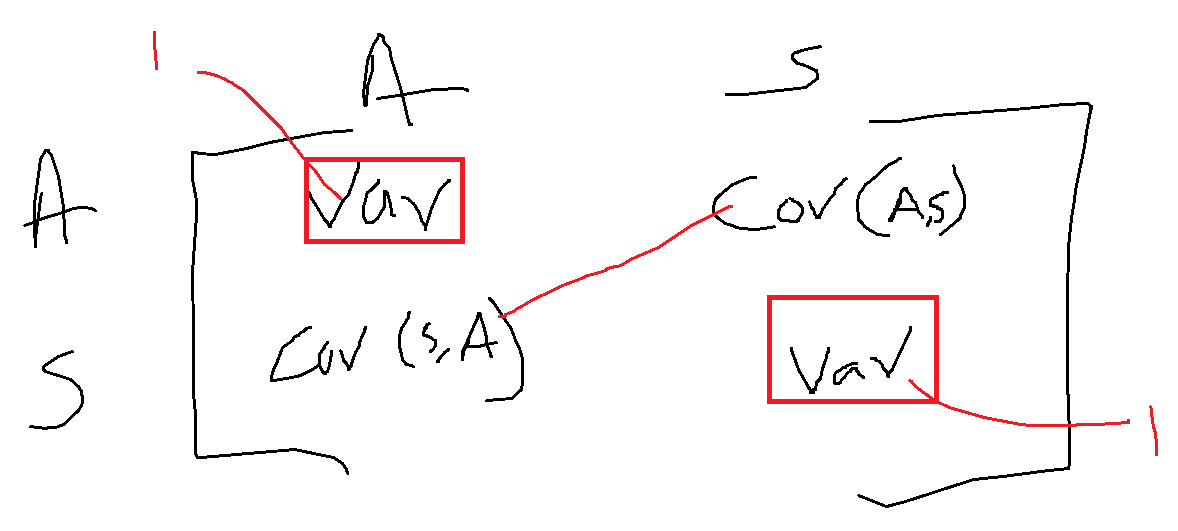 1
A S
A Var Cov(A,S)
S Cov(S,A) Var
1